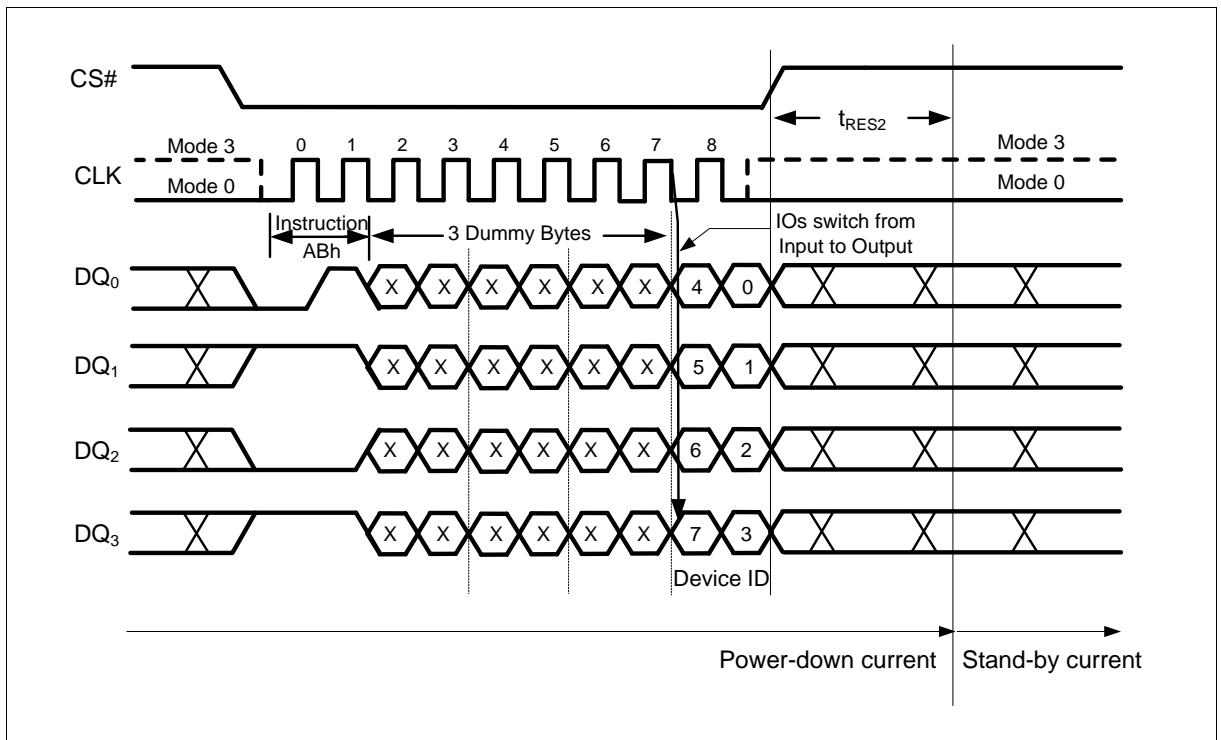 CS#
tRES2
Mode 3
0 1 2 3 4 5 6 7 8
Mode 3
CLK
Mode 0
Mode 0
Instruction
ABh
3 Dummy Bytes
IOs switch from
Input to Output
DQ0
X X X X X X 4 0
DQ1
X X X X X X 5 1
DQ2
X X X X X X 6 2
DQ3
X X X X X X 7 3
Device ID
Power-down current
Stand-by current